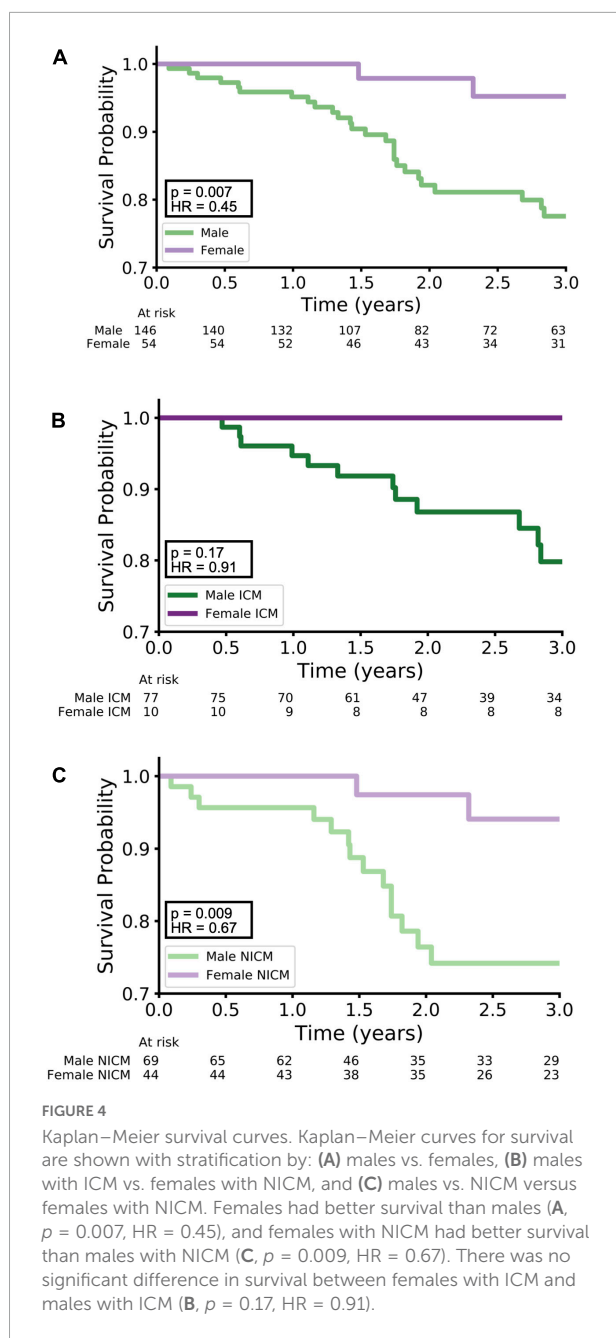 A
Survival Probability
1.0
0.9
0.8
0.7
p = 0.007
HR = 0.45
Male
Female
0.0 0.5 1.0 1.5 2.0 2.5 3.0
Time (years)
At risk
Male 146 140 132 107 82 72 63
Female 54 54 52 46 43 34 31
B
Survival Probability
1.0
0.9
0.8
0.7
p = 0.17
HR = 0.91
Male ICM
Female ICM
0.0 0.5 1.0 1.5 2.0 2.5 3.0
Time (years)
At risk
Male ICM 77 75 70 61 47 39 34
Female ICM 10 10 9 8 8 8 8
C
Survival Probability
1.0
0.9
0.8
0.7
p = 0.009
HR = 0.67
Male NICM
Female NICM
0.0 0.5 1.0 1.5 2.0 2.5 3.0
Time (years)
At risk
Male NICM 69 65 62 46 35 33 29
Female NICM 44 44 43 38 35 26 23
FIGURE 4
Kaplan–Meier survival curves. Kaplan–Meier curves for survival
are shown with stratification by: (A) males vs. females, (B) males
with ICM vs. females with NICM, and (C) males vs. NICM versus
females with NICM. Females had better survival than males (A,
p = 0.007, HR = 0.45), and females with NICM had better survival
than males with NICM (C, p = 0.009, HR = 0.67). There was no
significant difference in survival between females with ICM and
males with ICM (B, p = 0.17, HR = 0.91).